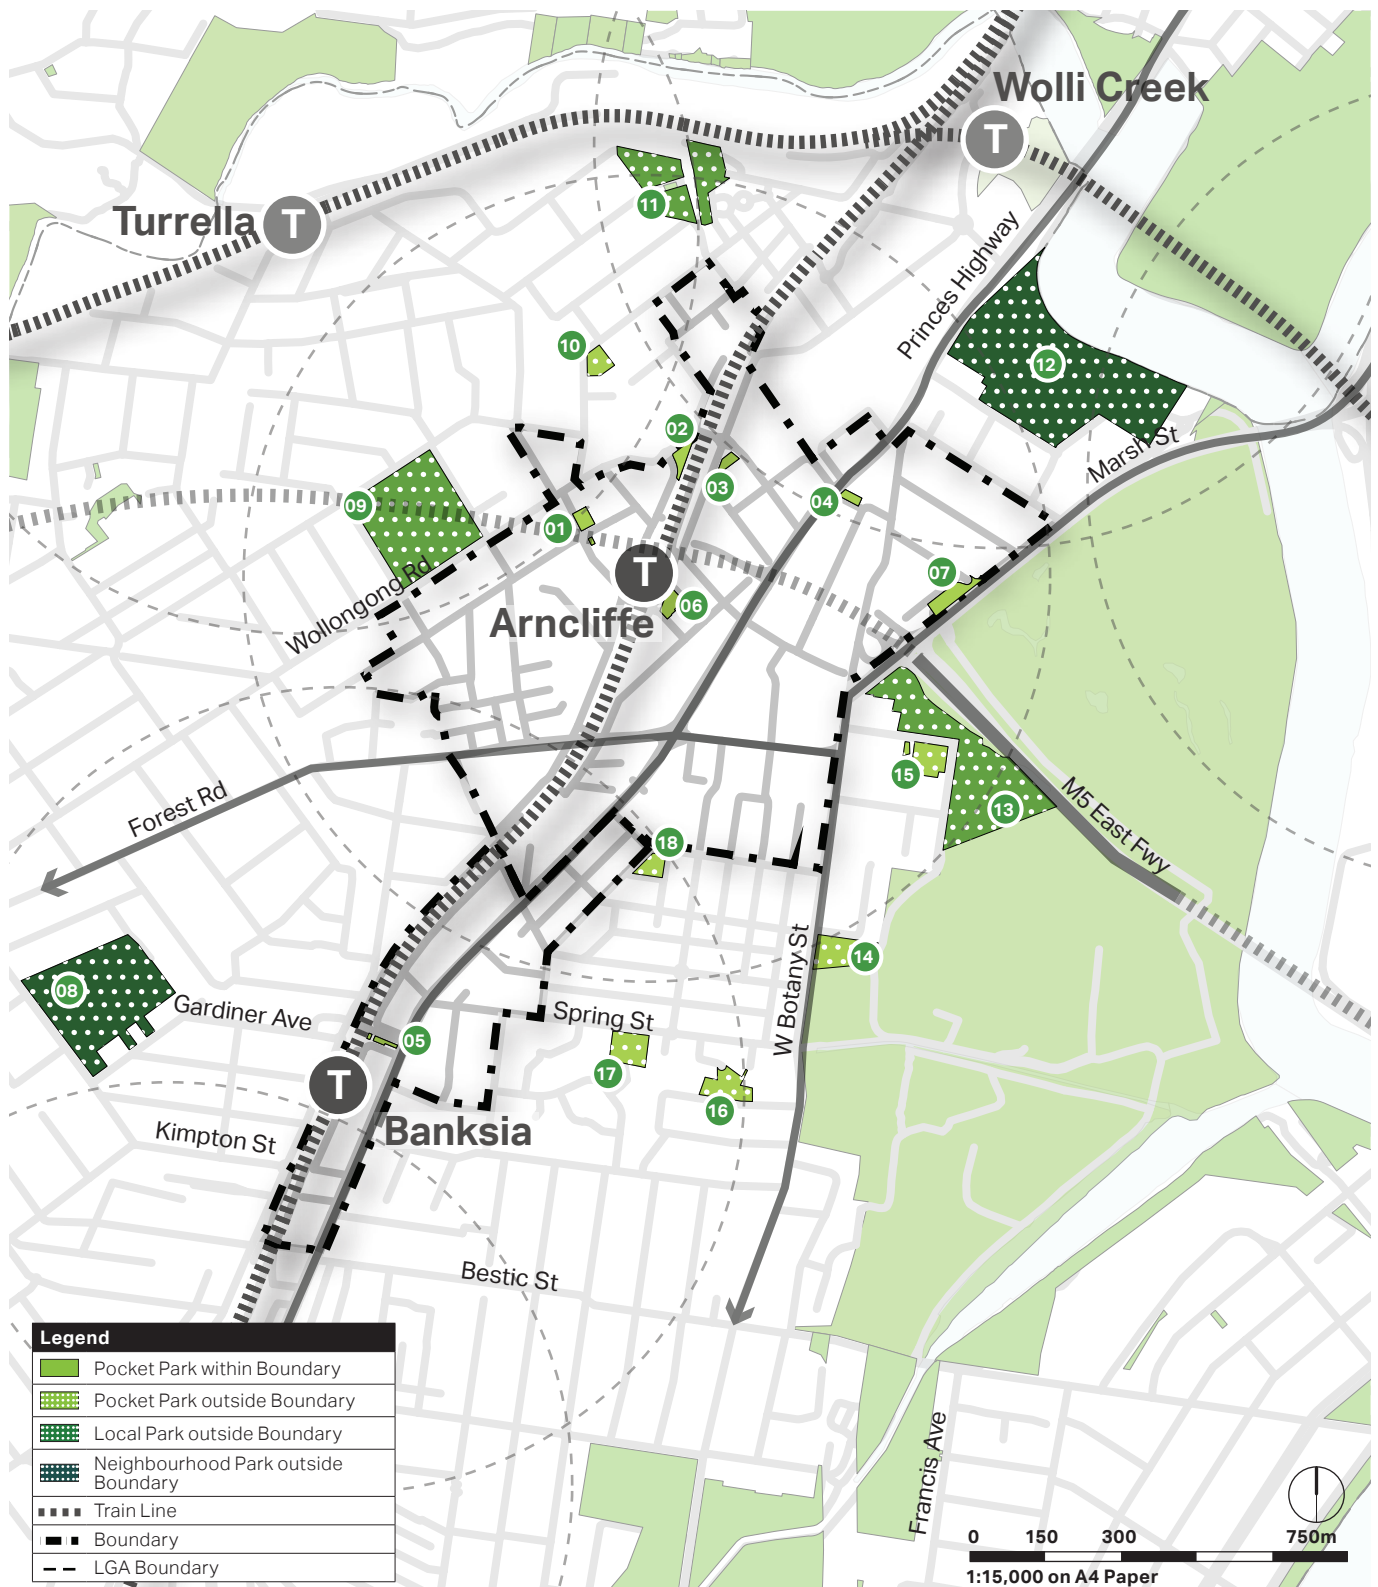 Wolli Creek
T
Turrella
T
11
Princes Highway
10
12
02
Marsh St
03
09
04
01
T
07
Wollongong Rd
06
Arncliffe
15
M5 East Fwy
13
Forest Rd
18
W Botany St
14
08
Gardiner Ave
Spring St
05
17
T
16
Banksia
Kimpton St
Bestic St
Francis Ave
Legend
Pocket Park within Boundary
Pocket Park outside Boundary
Local Park outside Boundary
Neighbourhood Park outside
Boundary
Train Line
Boundary
LGA Boundary
0 150 300 750m
1:15,000 on A4 Paper